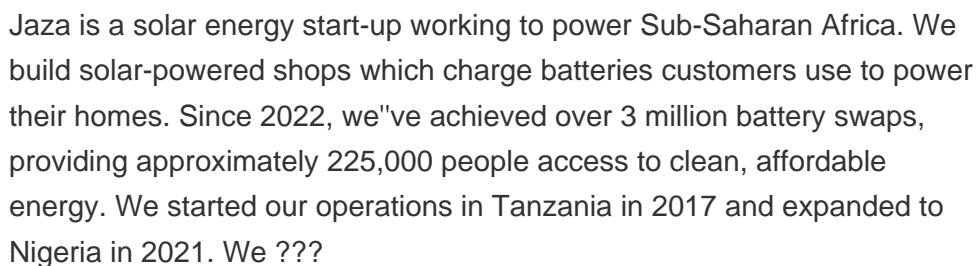 Jaza is a solar energy start-up working to power Sub-Saharan Africa. We
build solar-powered shops which charge batteries customers use to power
their homes. Since 2022, we"ve achieved over 3 million battery swaps,
providing approximately 225,000 people access to clean, affordable
energy. We started our operations in Tanzania in 2017 and expanded to
Nigeria in 2021. We ???